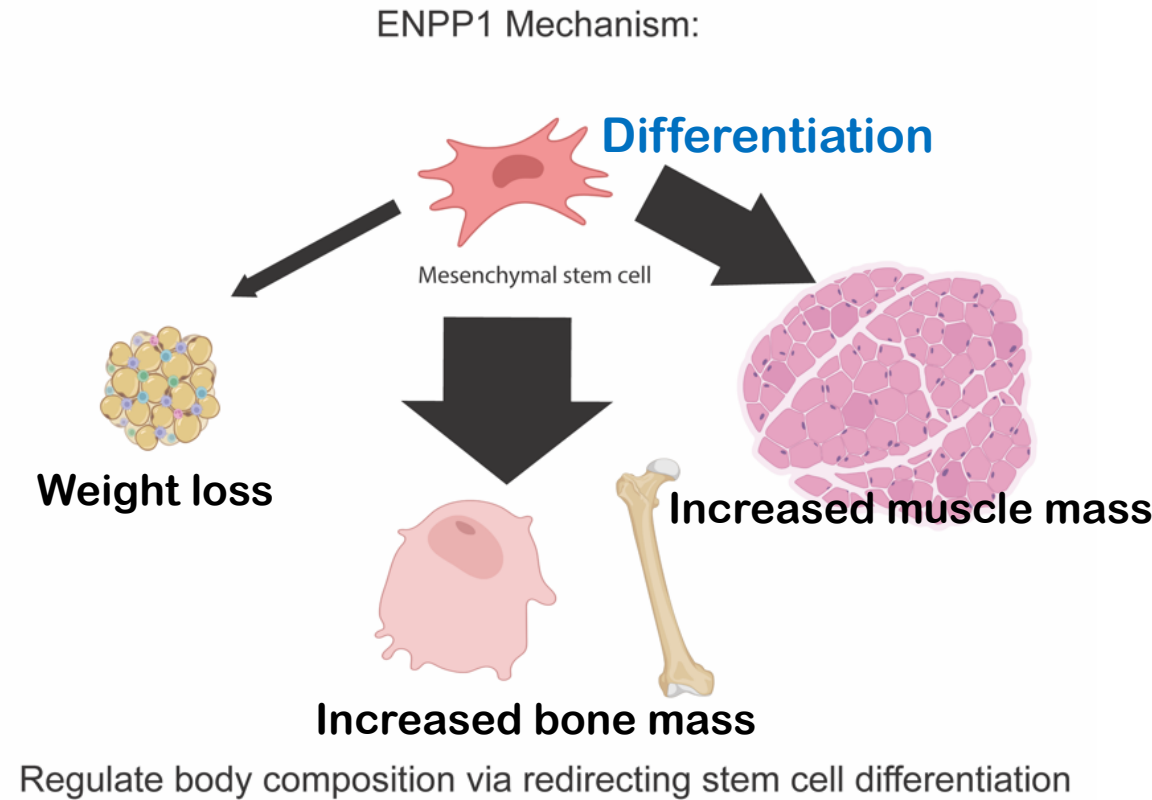 ENPP1 Mechanism:
Differentiation
Mesenchymal stem cell
Weight loss
Increased muscle mass
Increased bone mass
Regulate body composition via redirecting stem cell differentiation